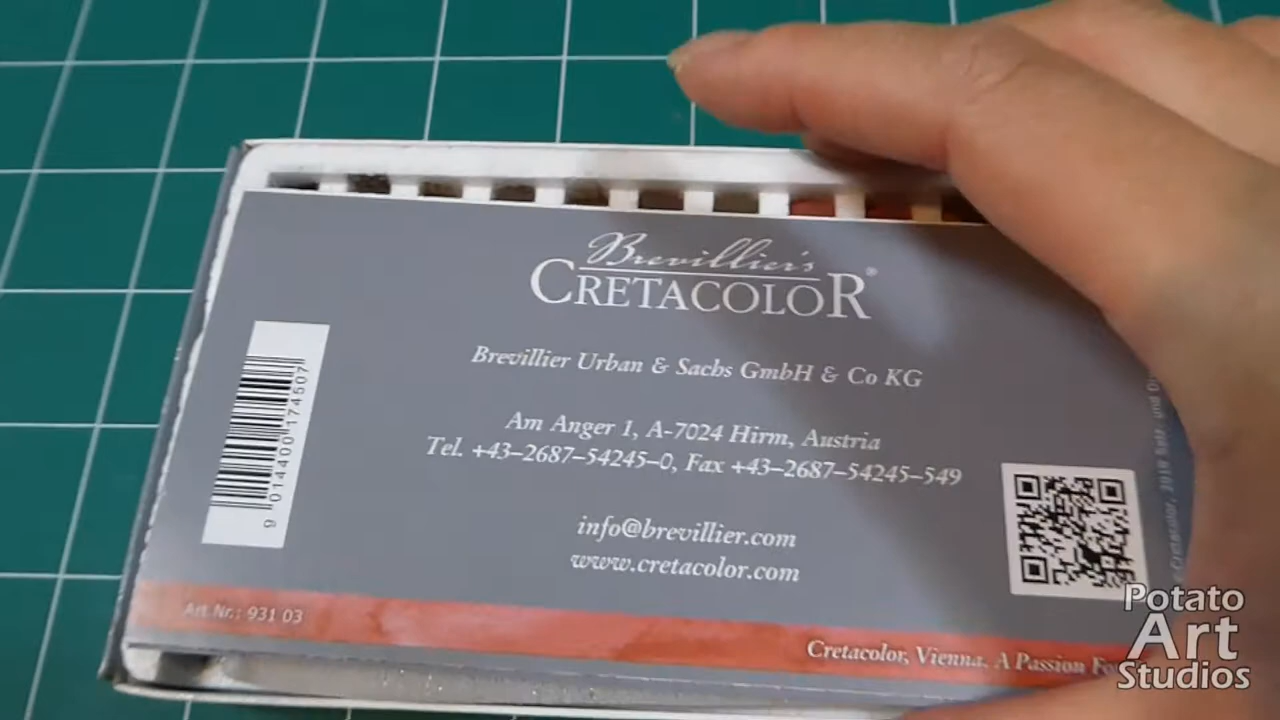 Brevillier's
CRETACOLOR®
Brevillier Urban & Sachs GmbH & Co KG
Am Anger 1, A-7024 Hirm, Austria
Tel. +43–2687–54245–0, Fax +43–2687–54245–549
info@brevillier.com
www.cretacolor.com
9 014400 174507
Art Nr.: 931 03
Cretacolor, Vienna. A Passion
Cretacolor, 2018
Potato
Art
Studios